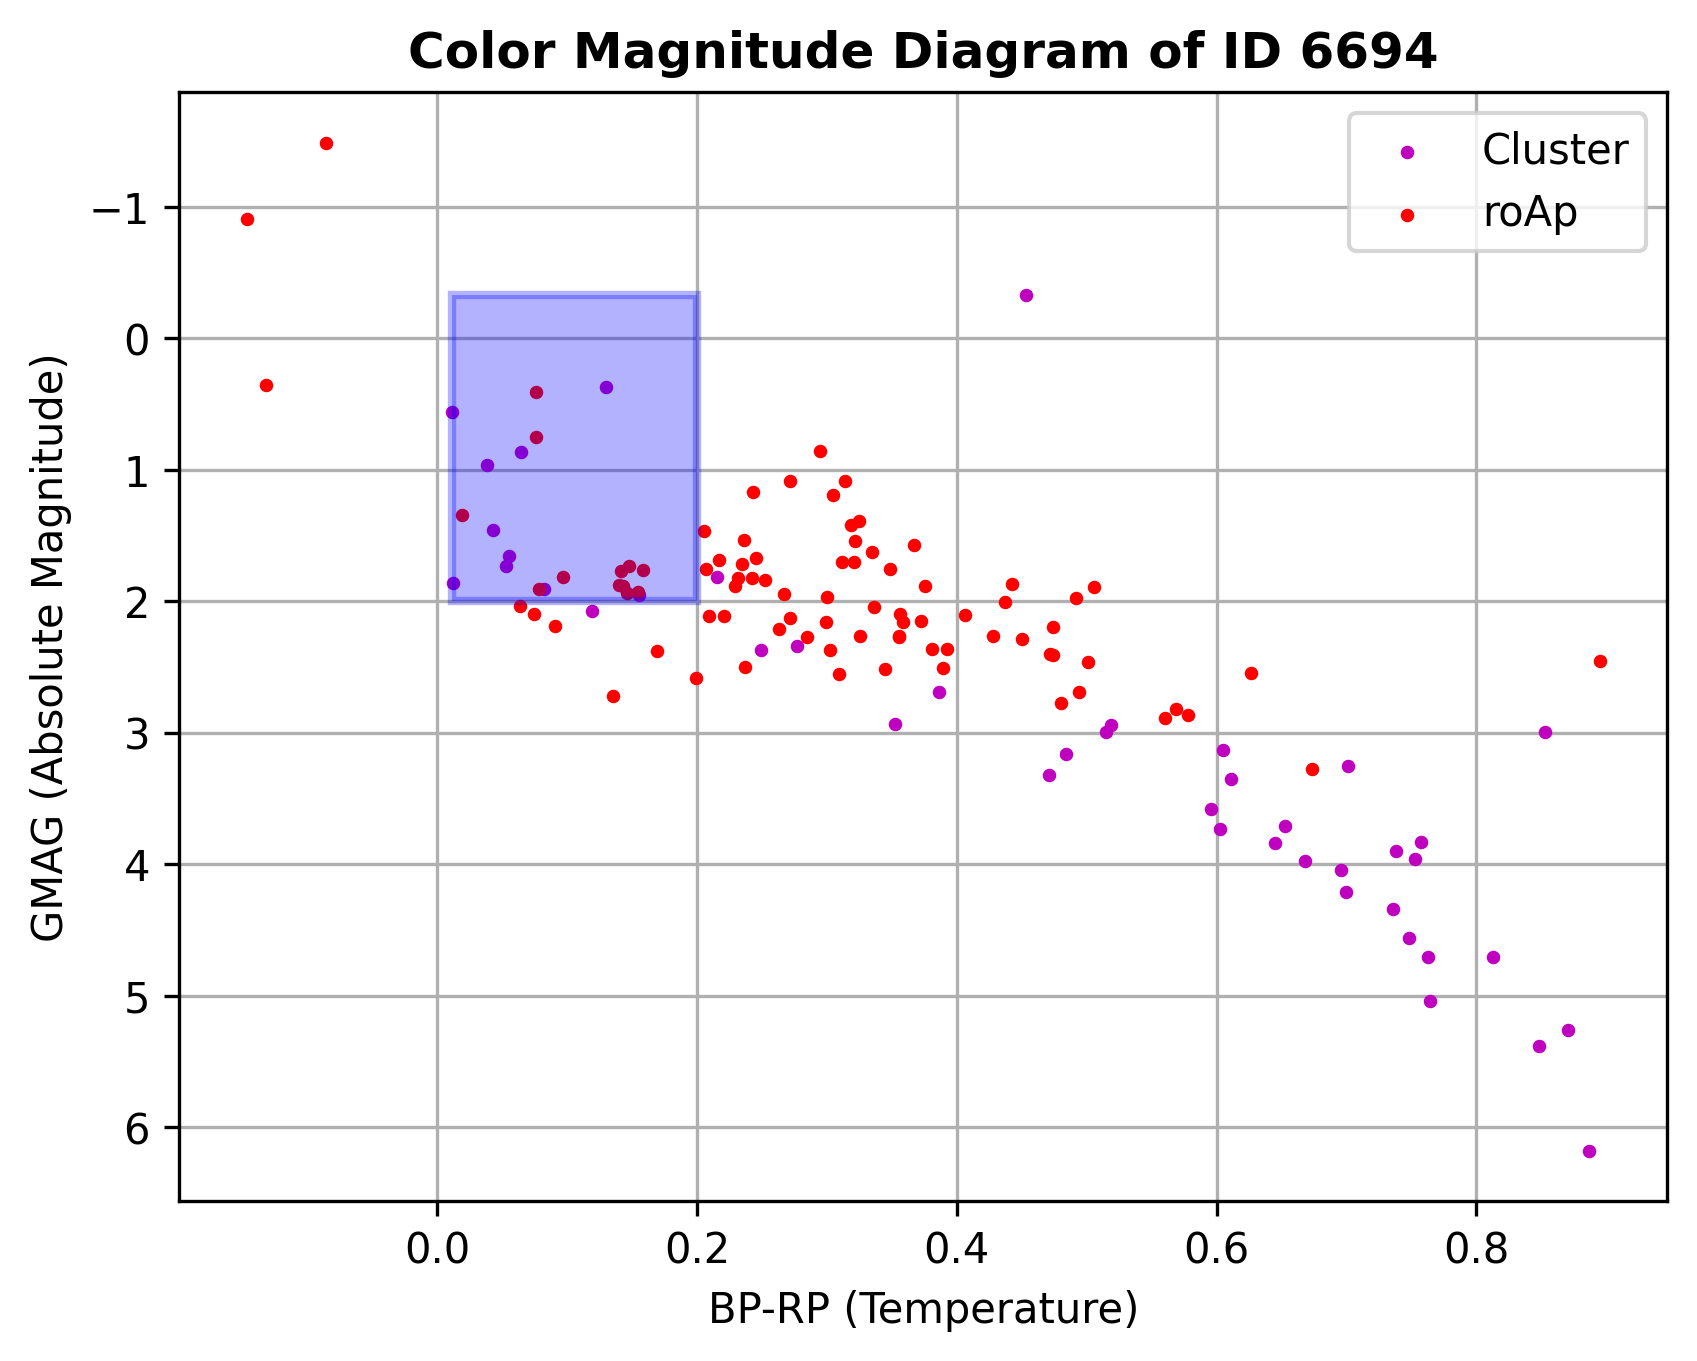 Color Magnitude Diagram of ID 6694
Cluster
roAp
GMAG (Absolute Magnitude)
−1
0
1
2
3
4
5
6
0.0 0.2 0.4 0.6 0.8
BP-RP (Temperature)